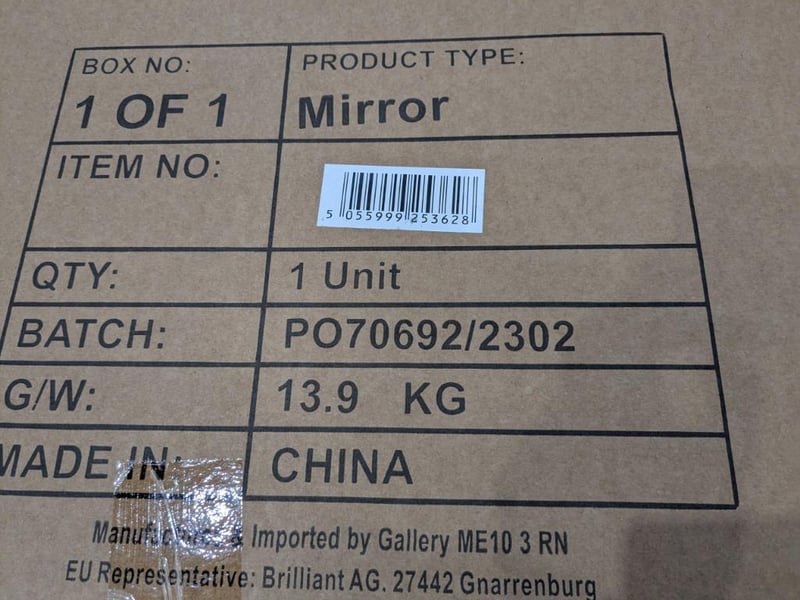 BOX NO: PRODUCT TYPE:
1 OF 1 Mirror
ITEM NO:
5 055999 253628
QTY: 1 Unit
BATCH: PO70692/2302
G/W: 13.9 KG
MADE IN: CHINA
& Imported by Gallery ME10 3 RN
EU Representative: Brilliant AG. 27442 Gnarrenburg